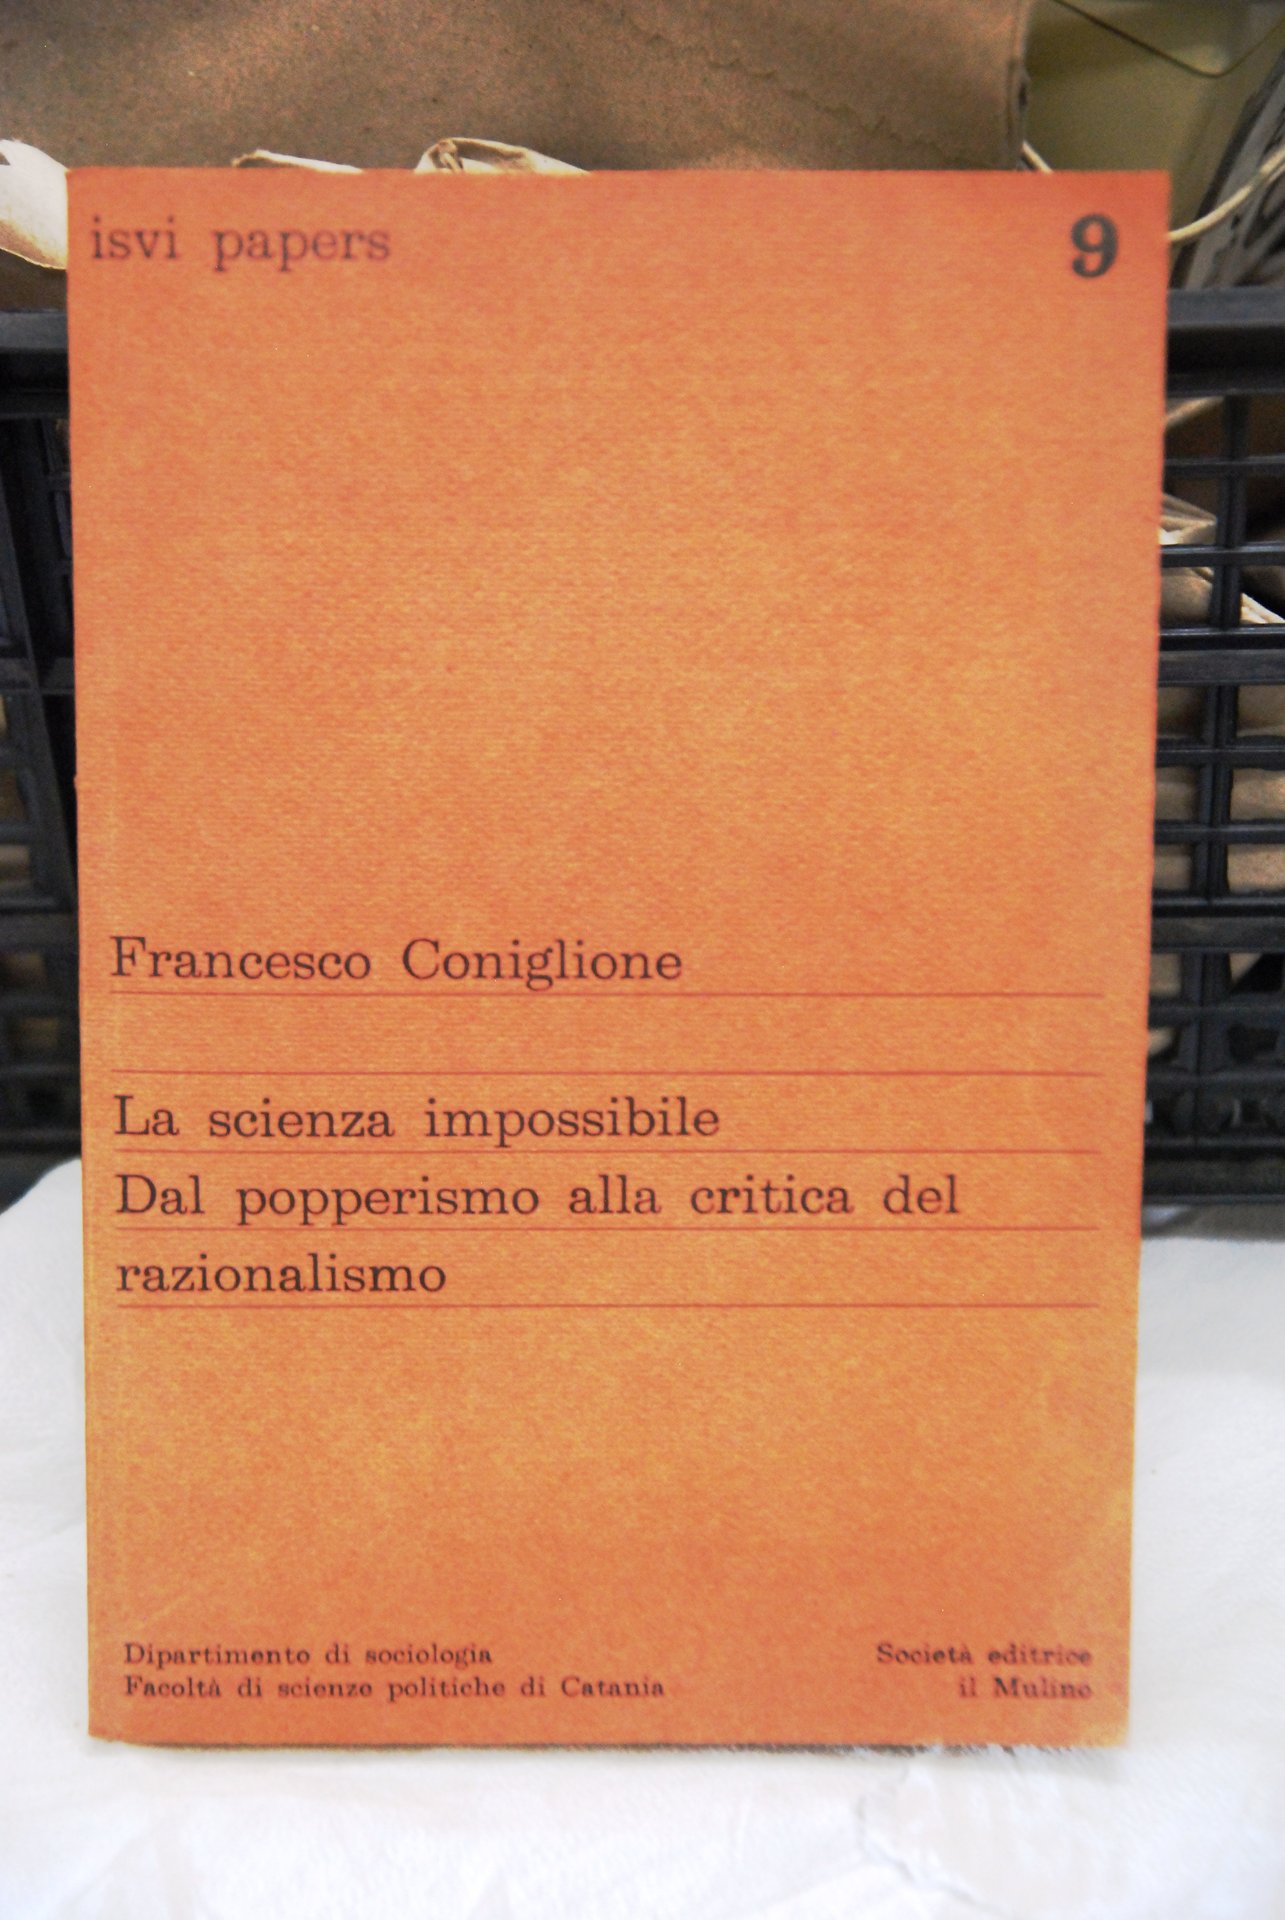 isvi papers
9
Francesco Coniglione
La scienza impossibile
Dal popperismo alla critica del
razionalismo
Dipartimento di sociologia
Facoltà di scienze politiche di Catania
Società editrice
il Mulino